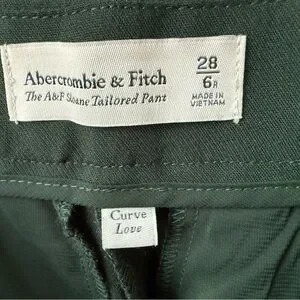 Abercrombie & Fitch
The A&F Sloane Tailored Pant
28
6R
MADE IN
VIETNAM
Curve
Love